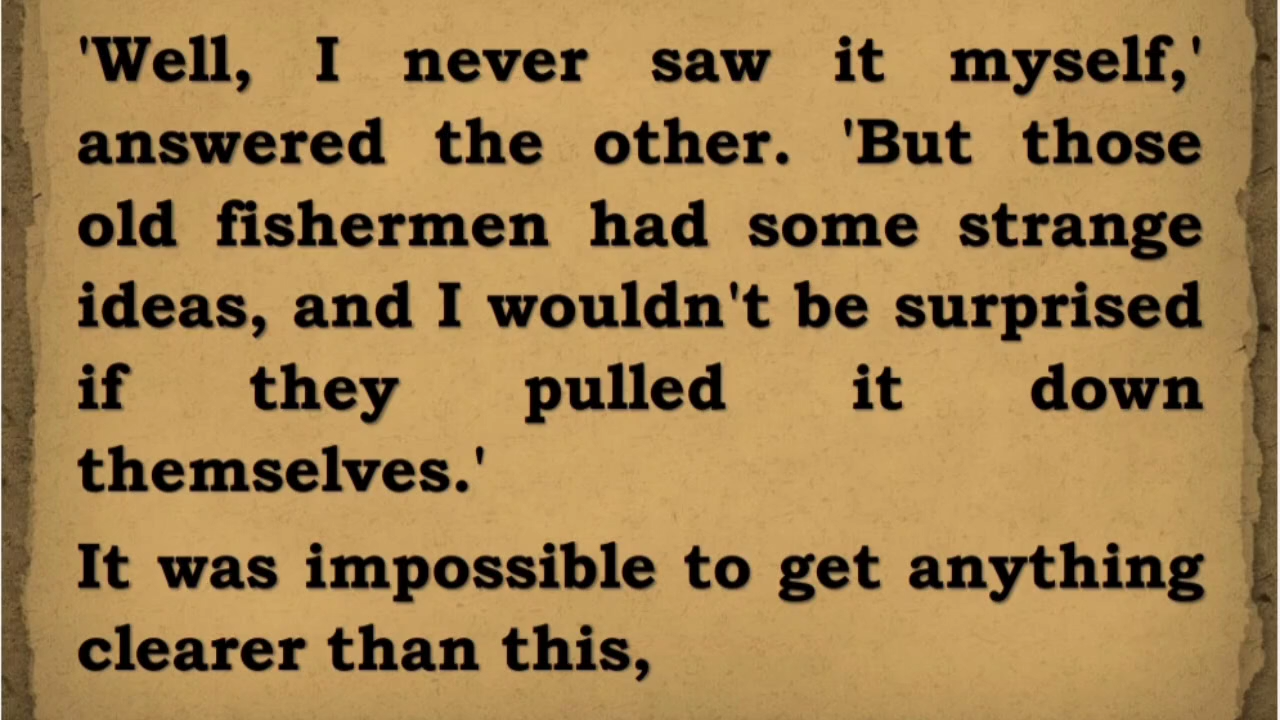 'Well, I never saw it myself,'
answered the other. 'But those
old fishermen had some strange
ideas, and I wouldn't be surprised
if they pulled it down
themselves.'
It was impossible to get anything
clearer than this,